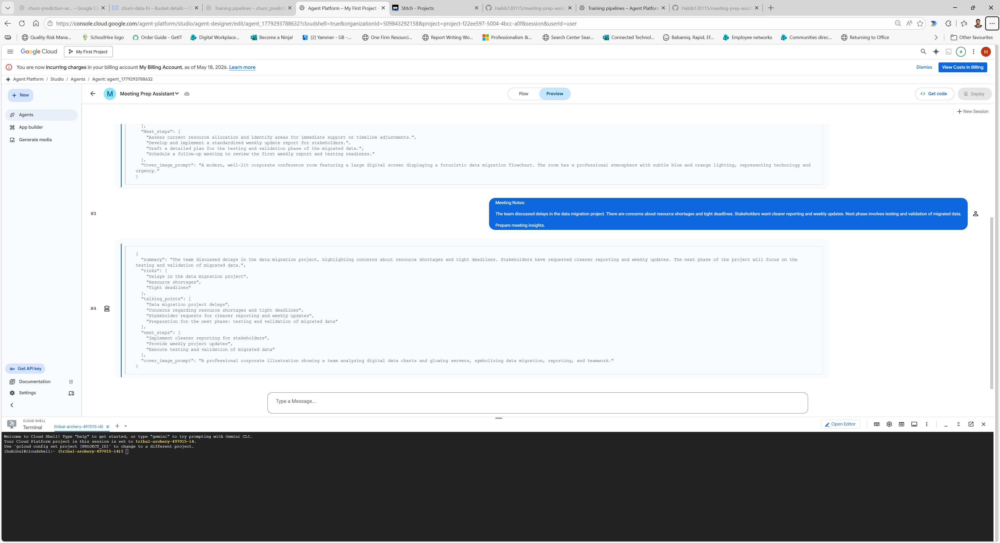 churn-prediction-as... – Google Cl
churn-data-hi – Bucket details – C
Training pipelines – churn_predicti
Agent Platform – My First Project -
Stitch - Projects
Habib130115/meeting-prep-assist
Training pipelines – Agent Platform
Habib130115/meeting-prep-assist
https://console.cloud.google.com/agent-platform/studio/agent-designer/edit/agent_1779293788632?cloudshell=true&organizationId=509843292158&project=project-f22ee597-5004-4bcc-a0f&session&userId=user
Quality Risk Mana...
SchoolHire logo
Order Guide - GetIT
Digital Workplace...
Become a Ninja!
(2) Yammer - GB -...
One Firm Resourci...
Report Writing Wo...
Professionalism &...
Search Center Sear...
Connected Technol...
Balsamiq. Rapid, Ef...
Employee networks
Communities direc...
Returning to Office
Other favourites
Google Cloud
My First Project
4
H
You are now incurring charges in your billing account My Billing Account, as of May 18, 2026. Learn more
Dismiss
View Costs In Billing
Agent Platform / Studio / Agents / Agent: agent_1779293788632
New
M
Meeting Prep Assistant
Flow
Preview
Get code
Deploy
Agents
App builder
Generate media
New Session
],
"Next_steps": [
"Assess current resource allocation and identify areas for immediate support or timeline adjustments.",
"Develop and implement a standardized weekly update report for stakeholders.",
"Draft a detailed plan for the testing and validation phase of the migrated data.",
"Schedule a follow-up meeting to review the first weekly report and testing readiness."
],
"Cover_image_prompt": "A modern, well-lit corporate conference room featuring a large digital screen displaying a futuristic data migration flowchart. The room has a professional atmosphere with subtle blue and orange lighting, representing technology and
urgency."
}
#3
Meeting Notes:
The team discussed delays in the data migration project. There are concerns about resource shortages and tight deadlines. Stakeholders want clearer reporting and weekly updates. Next phase involves testing and validation of migrated data.
Prepare meeting insights.
#4
{
"summary": "The team discussed delays in the data migration project, highlighting concerns about resource shortages and tight deadlines. Stakeholders have requested clearer reporting and weekly updates. The next phase of the project will focus on the
testing and validation of migrated data.",
"risks": [
"Delays in the data migration project",
"Resource shortages",
"Tight deadlines"
],
"talking_points": [
"Data migration project delays",
"Concerns regarding resource shortages and tight deadlines",
"Stakeholder requests for clearer reporting and weekly updates",
"Preparation for the next phase: testing and validation of migrated data"
],
"next_steps": [
"Implement clearer reporting for stakeholders",
"Provide weekly project updates",
"Execute testing and validation of migrated data"
],
"cover_image_prompt": "A professional corporate illustration showing a team analyzing digital data charts and glowing servers, symbolizing data migration, reporting, and teamwork."
}
Get API key
Documentation
Settings
Type a Message...
CLOUD SHELL
Terminal
(tribal-archery-497015-i4)
Open Editor
Welcome to Cloud Shell! Type "help" to get started, or type "gemini" to try prompting with Gemini CLI.
Your Cloud Platform project in this session is set to tribal-archery-497015-i4.
Use `gcloud config set project [PROJECT_ID]` to change to a different project.
ihubibul@cloudshell:~ (tribal-archery-497015-i4)$